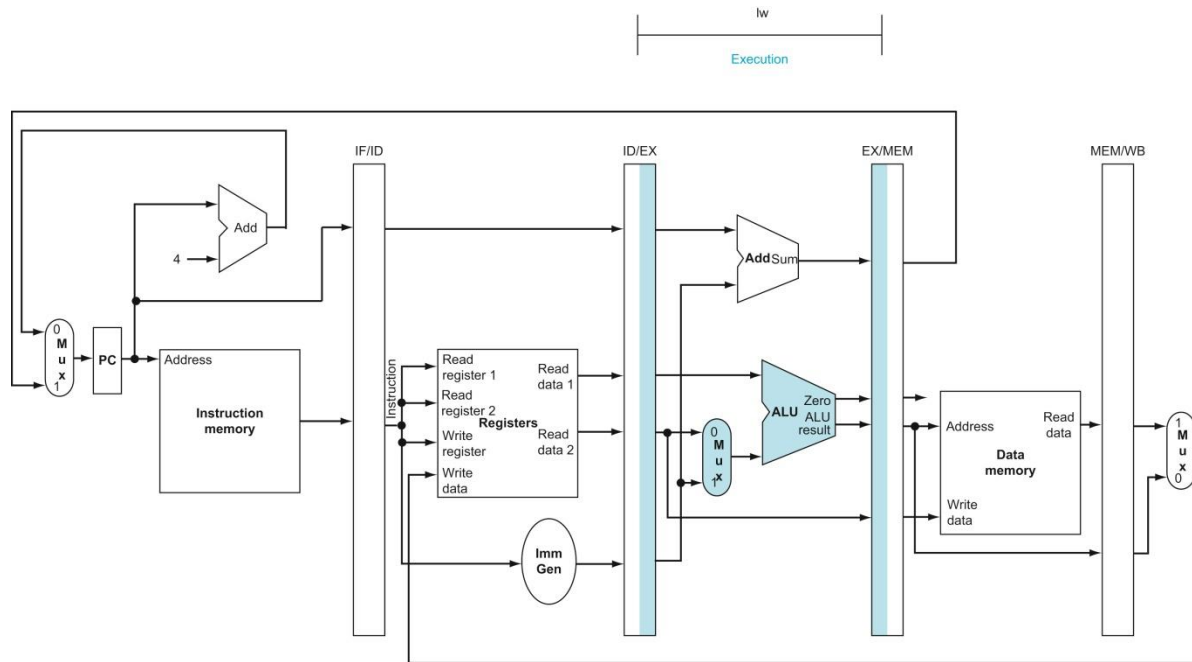 lw
Execution
IF/ID
ID/EX
EX/MEM
MEM/WB
Add
4
Add Sum
0
M
u
x
1
PC
Address
Instruction
memory
Instruction
Read
register 1
Read
register 2
Write
register
Write
data
Registers
Read
data 1
Read
data 2
Imm
Gen
0
M
u
x
1
ALU
Zero
ALU
result
Address
Write
data
Data
memory
Read
data
1
M
u
x
0